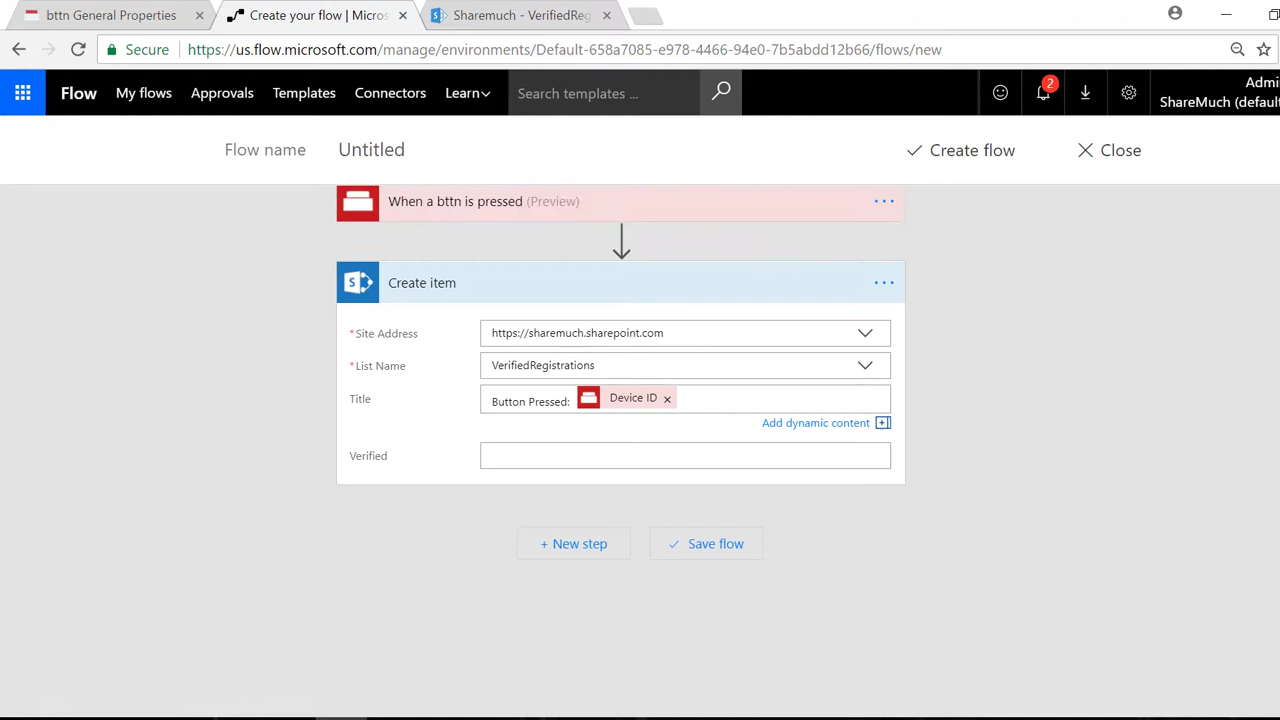 bttn General Properties
Create your flow | Micros
Sharemuch - VerifiedReg
Secure
https://us.flow.microsoft.com/manage/environments/Default-658a7085-e978-4466-94e0-7b5abdd12b66/flows/new
Flow
My flows
Approvals
Templates
Connectors
Learn
Search templates ...
2
Admi
ShareMuch (default
Flow name
Untitled
Create flow
Close
When a bttn is pressed (Preview)
S
Create item
*Site Address
https://sharemuch.sharepoint.com
*List Name
VerifiedRegistrations
Title
Button Pressed: Device ID ×
Add dynamic content
Verified
+ New step
Save flow